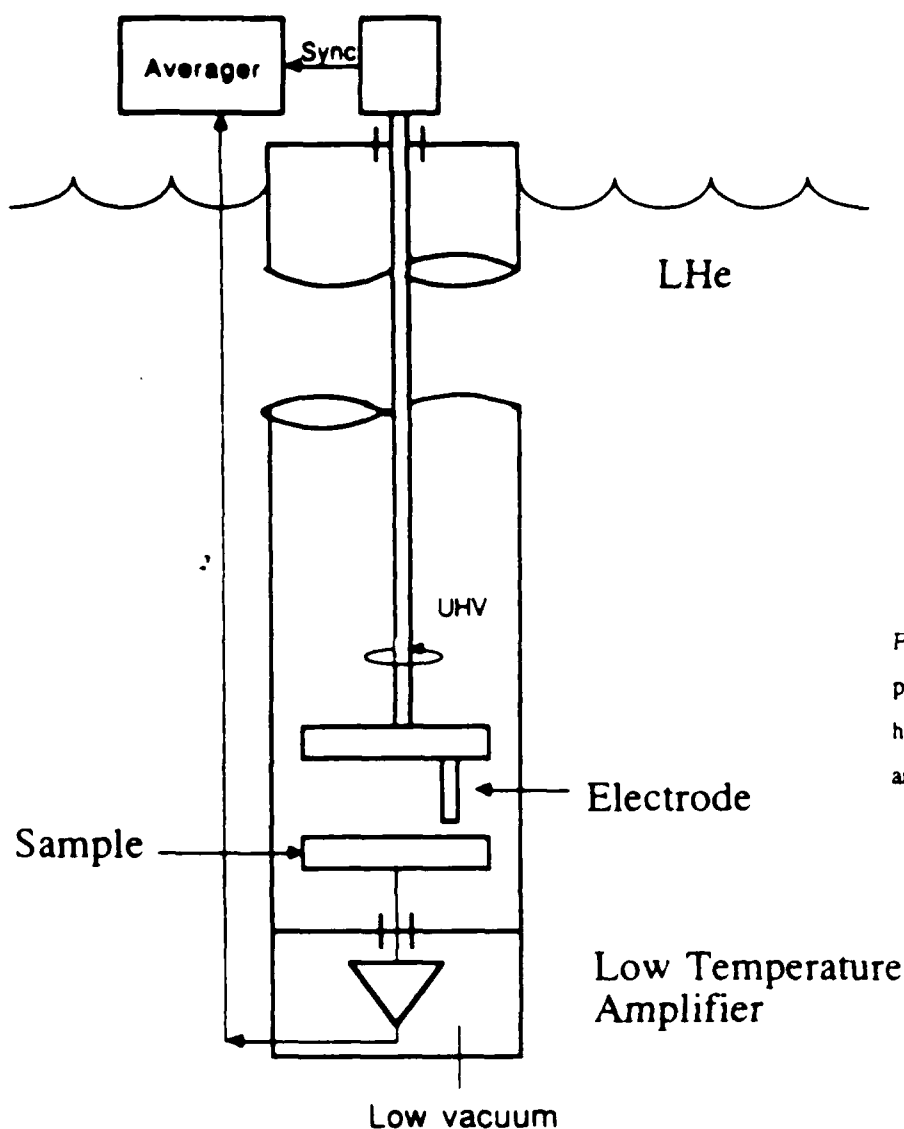 Averager
Sync
LHe
UHV
Electrode
Sample
Low Temperature
Amplifier
Low vacuum